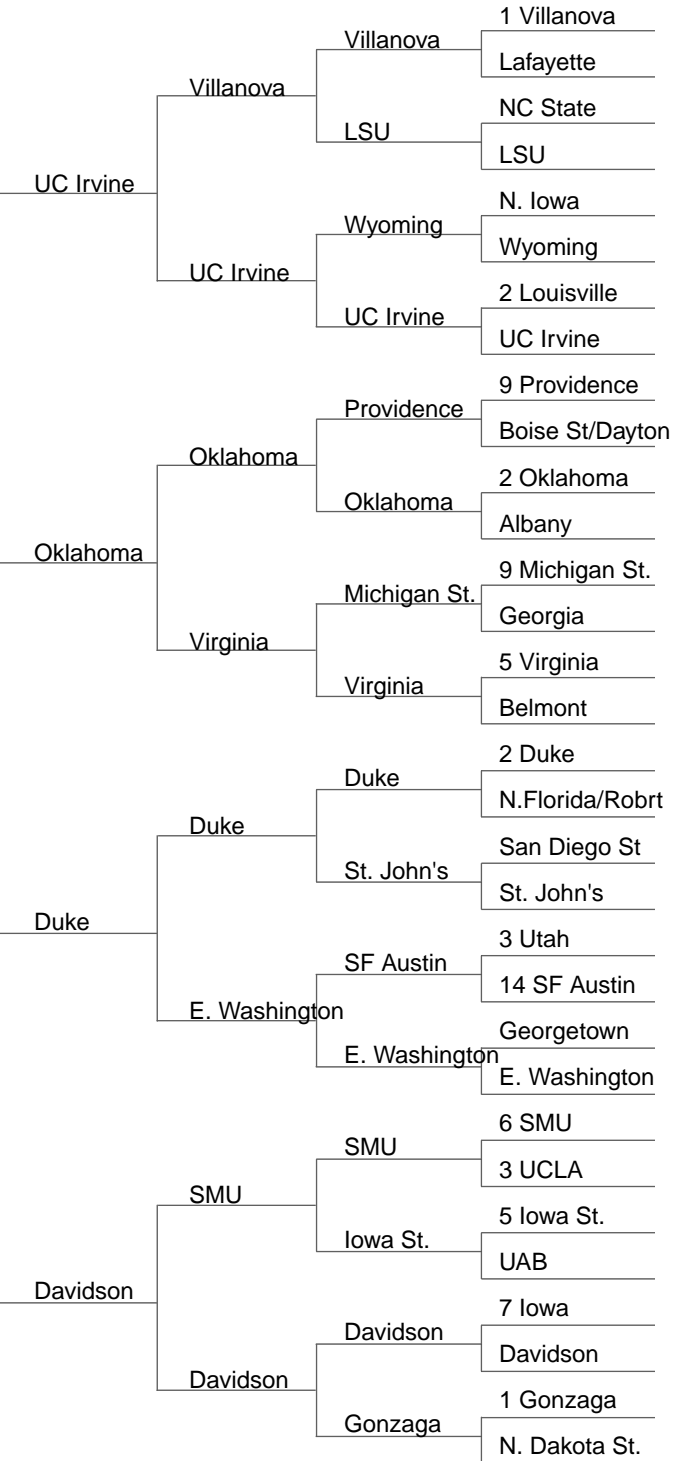 1 Villanova
Villanova
Lafayette
Villanova
NC State
LSU
LSU
UC Irvine
N. Iowa
Wyoming
Wyoming
UC Irvine
2 Louisville
UC Irvine
UC Irvine
9 Providence
Providence
Boise St/Dayton
Oklahoma
2 Oklahoma
Oklahoma
Albany
Oklahoma
9 Michigan St.
Michigan St.
Georgia
Virginia
5 Virginia
Virginia
Belmont
2 Duke
Duke
N.Florida/Robrt
Duke
San Diego St
St. John's
St. John's
Duke
3 Utah
SF Austin
14 SF Austin
E. Washington
Georgetown
E. Washington
E. Washington
6 SMU
SMU
3 UCLA
SMU
5 Iowa St.
Iowa St.
UAB
Davidson
7 Iowa
Davidson
Davidson
Davidson
1 Gonzaga
Gonzaga
N. Dakota St.